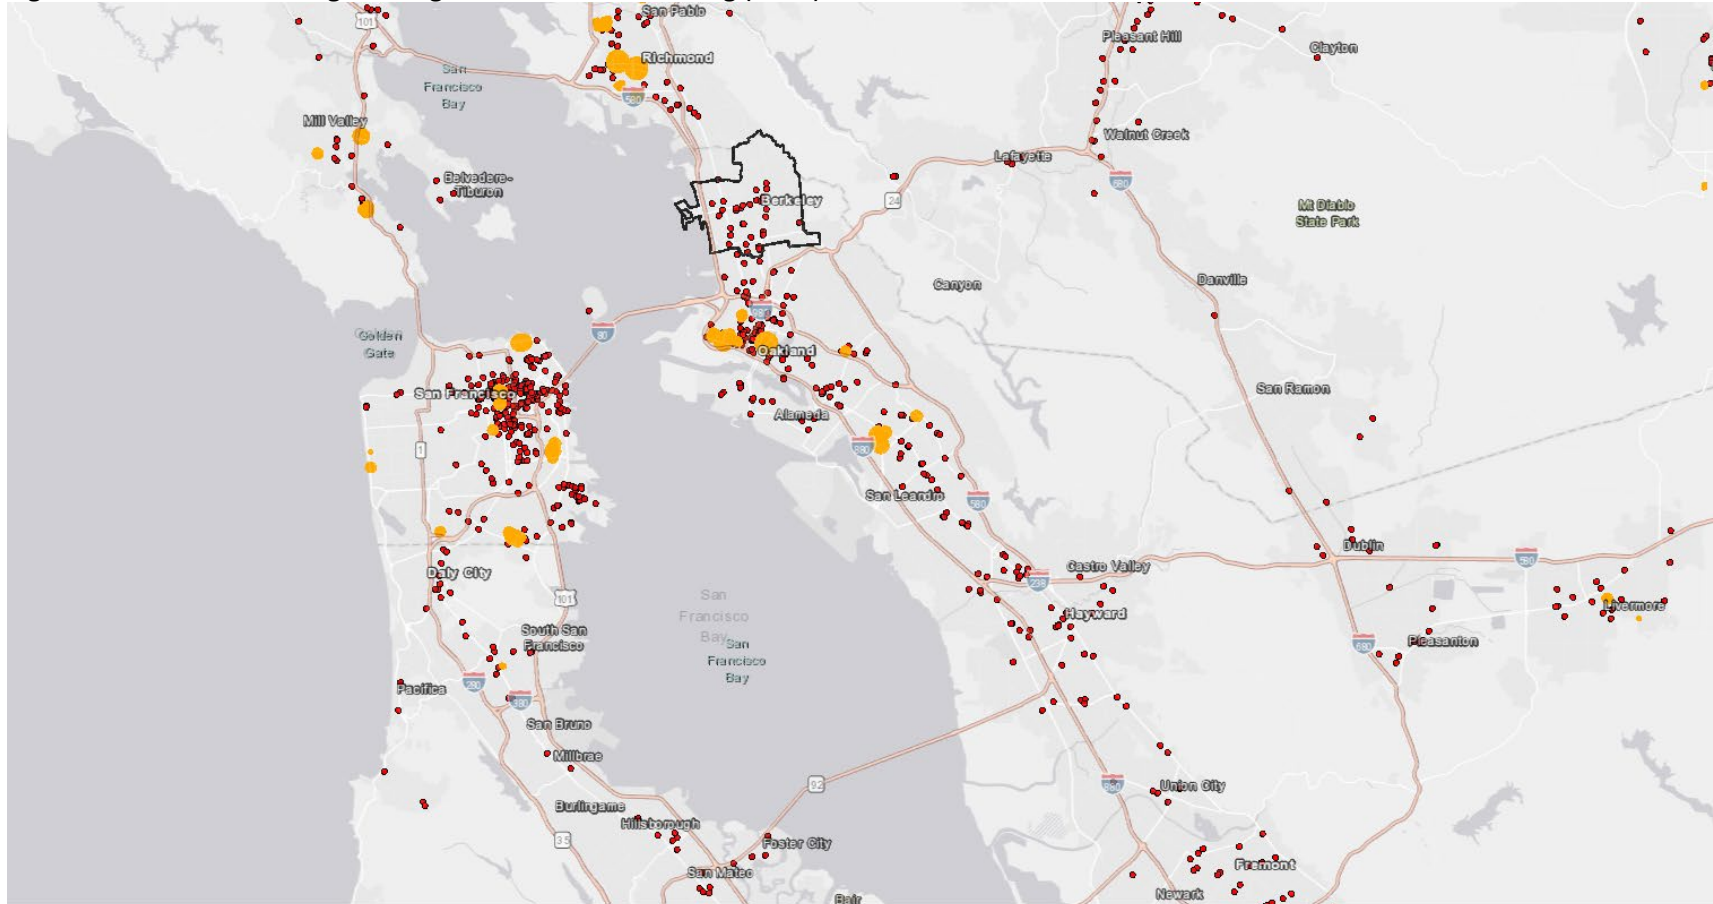 San Pablo
101
Pleasant Hill
Clayton
Richmond
San
Francisco
Bay
580
Mill Valley
Walnut Creek
Lafayette
680
Belvedere-
Tiburon
Berkeley
24
Mt Diablo
State Park
Canyon
Danville
980
Golden
Gate
80
Oakland
San Francisco
San Ramon
Alameda
1
880
San Leandro
580
Dublin
580
Daly City
Castro Valley
238
101
San
Francisco
Bay
Hayward
Livermore
South San
Francisco
San
Francisco
Bay
680
Pleasanton
Pacifica
280
380
San Bruno
Millbrae
92
880
Union City
Burlingame
Hillsborough
35
Foster City
San Mateo
Fremont
Newark
Bair